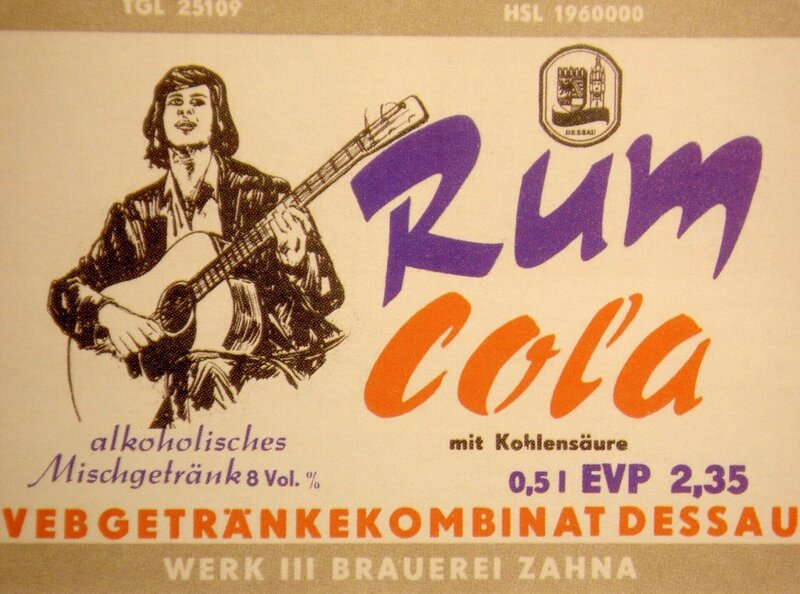 TGL 25109 HSL 1960000
DESSAU
Rum
Cola
alkoholisches
Mischgetränk 8 Vol. %
mit Kohlensäure
0,5 l EVP 2,35
VEB GETRÄNKEKOMBINAT DESSAU
WERK III BRAUEREI ZAHNA